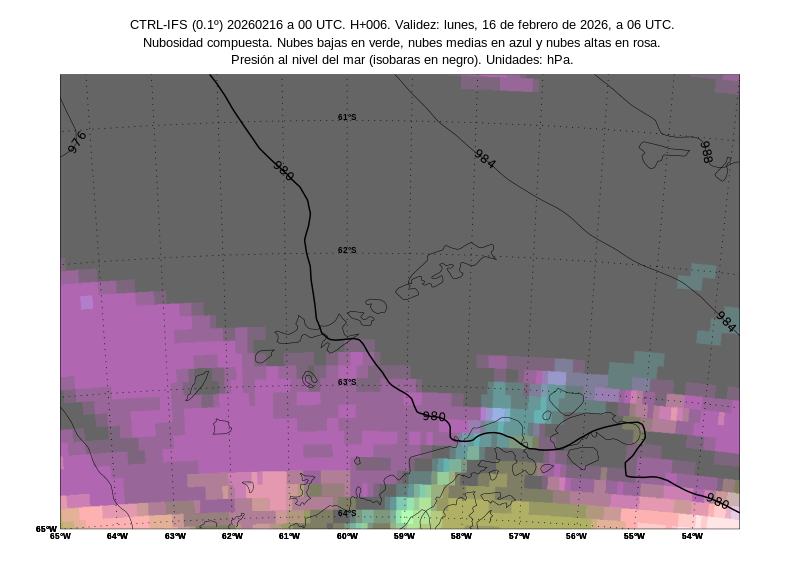 CTRL-IFS (0.1º) 20260216 a 00 UTC. H+006. Validez: lunes, 16 de febrero de 2026, a 06 UTC.
Nubosidad compuesta. Nubes bajas en verde, nubes medias en azul y nubes altas en rosa.
Presión al nivel del mar (isobaras en negro). Unidades: hPa.
61°S
976
980
984
988
62°S
984
63°S
980
980
64°S
65°W
65°W 64°W 63°W 62°W 61°W 60°W 59°W 58°W 57°W 56°W 55°W 54°W